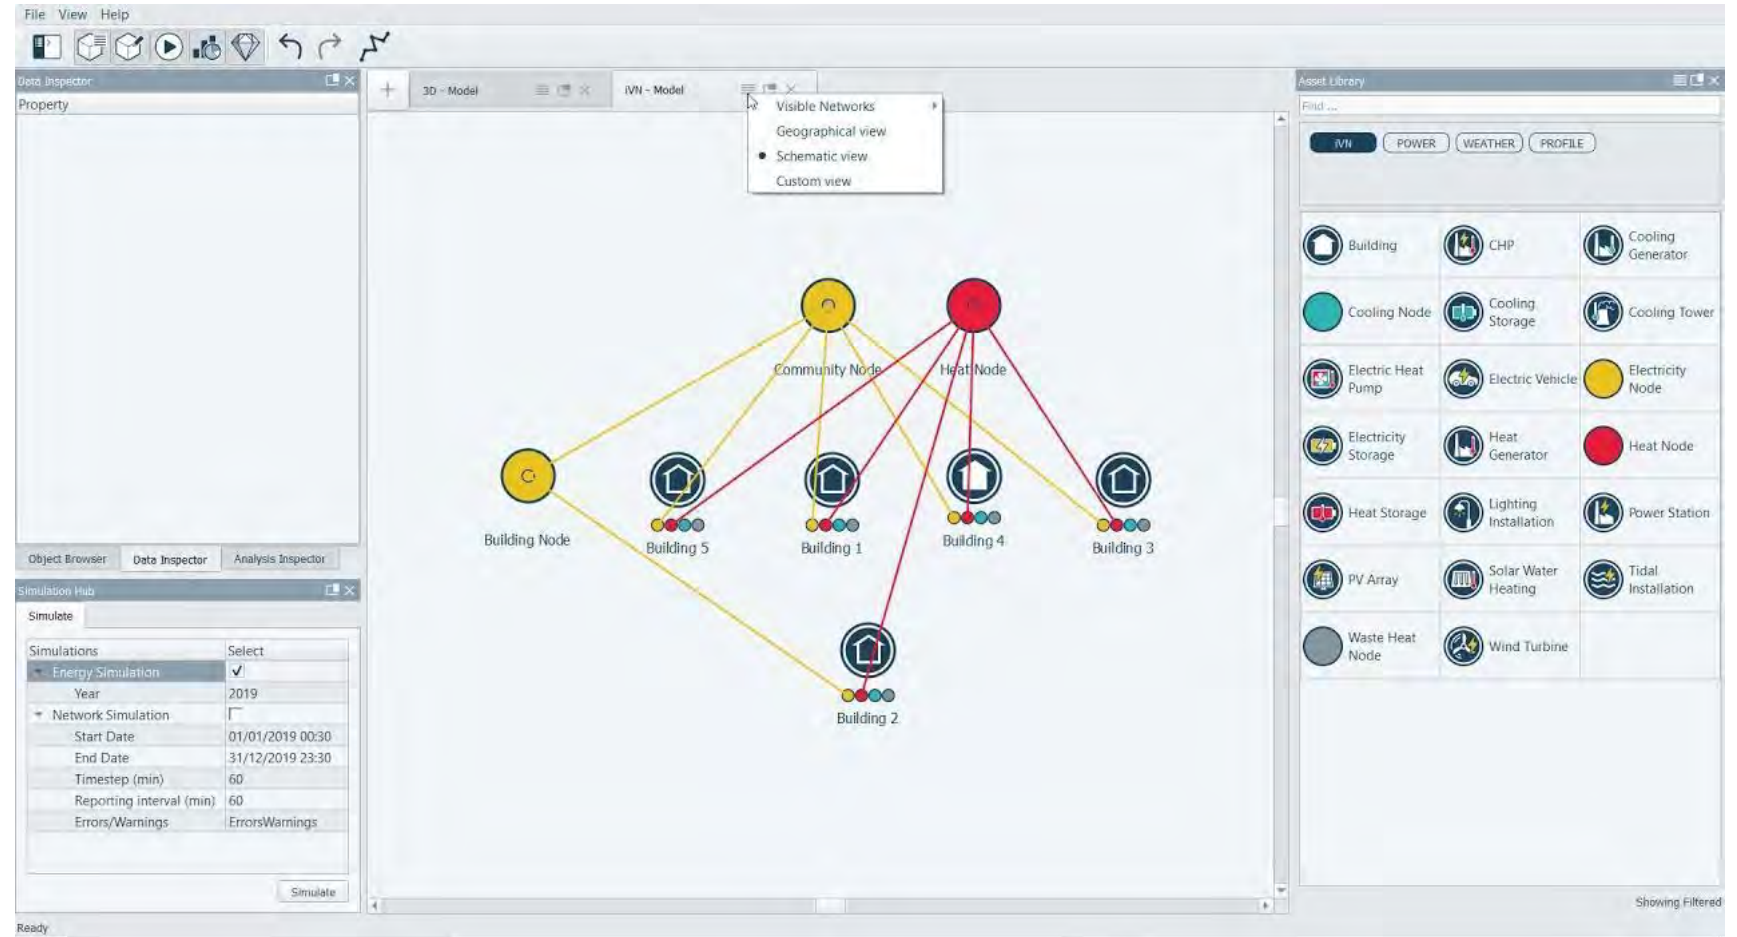 File View Help
Data Inspector
Property
Object Browser Data Inspector Analysis Inspector
Simulation Hub
Simulate
Simulations Select
Energy Simulation
Year 2019
Network Simulation
Start Date 01/01/2019 00:30
End Date 31/12/2019 23:30
Timestep (min) 60
Reporting interval (min) 60
Errors/Warnings ErrorsWarnings
Simulate
Ready
3D - Model iVN - Model
Visible Networks
Geographical view
Schematic view
Custom view
Community Node Heat Node
Building Node
Building 5
Building 1
Building 4
Building 3
Building 2
Asset Library
Find ...
iVN POWER WEATHER PROFILE
Building
CHP
Cooling
Generator
Cooling Node
Cooling
Storage
Cooling Tower
Electric Heat
Pump
Electric Vehicle
Electricity
Node
Electricity
Storage
Heat
Generator
Heat Node
Heat Storage
Lighting
Installation
Power Station
PV Array
Solar Water
Heating
Tidal
Installation
Waste Heat
Node
Wind Turbine
Showing Filtered